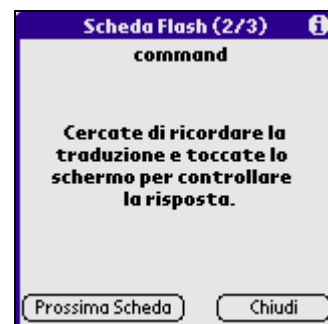 Scheda Flash (2/3) i
command
Cercate di ricordare la
traduzione e toccate lo
schermo per controllare
la risposta.
Prossima Scheda Chiudi